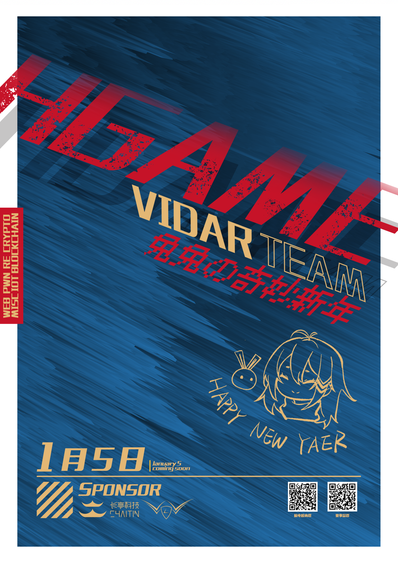 HGAME
VIDAR TEAM
兔兔の奇妙新年
WEB PWN RE CRYPTO
MISC IOT BLOCKCHAIN
HAPPY NEW YAER
1月5日
January 5
coming soon
SPONSOR
长亭科技
CHAITIN